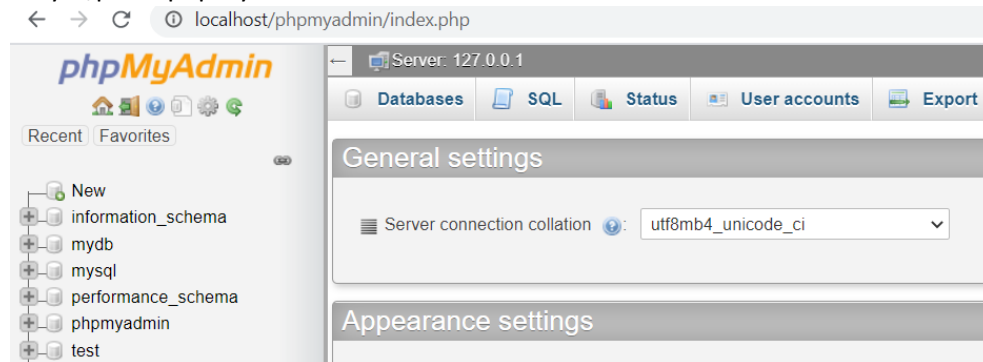 localhost/phpmyadmin/index.php
phpMyAdmin
Recent Favorites
New
information_schema
mydb
mysql
performance_schema
phpmyadmin
test
Server: 127.0.0.1
Databases SQL Status User accounts Export
General settings
Server connection collation : utf8mb4_unicode_ci
Appearance settings